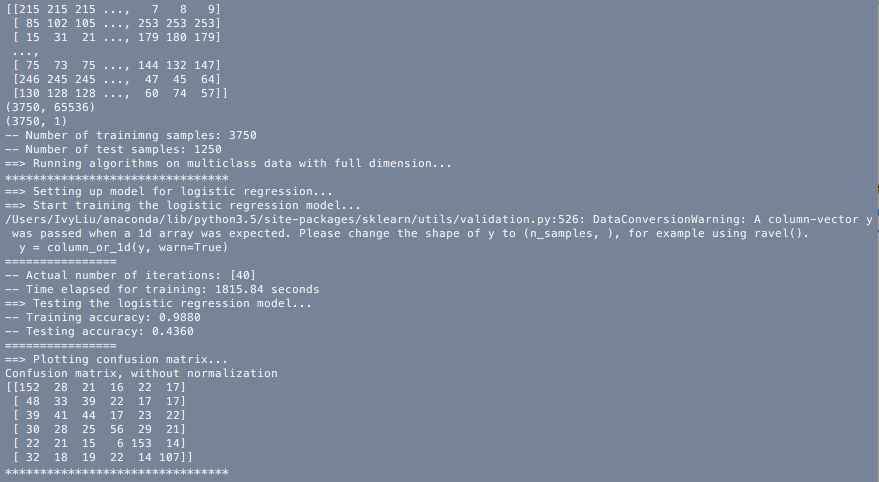 [[215 215 215 ...,   7   8   9]
 [ 85 102 105 ..., 253 253 253]
 [ 15  31  21 ..., 179 180 179]
 ...,
 [ 75  73  75 ..., 144 132 147]
 [246 245 245 ...,  47  45  64]
 [130 128 128 ...,  60  74  57]]
(3750, 65536)
(3750, 1)
-- Number of trainimng samples: 3750
-- Number of test samples: 1250
==> Running algorithms on multiclass data with full dimension...
********************************
==> Setting up model for logistic regression...
==> Start training the logistic regression model...
/Users/IvyLiu/anaconda/lib/python3.5/site-packages/sklearn/utils/validation.py:526: DataConversionWarning: A column-vector y
 was passed when a 1d array was expected. Please change the shape of y to (n_samples, ), for example using ravel().
  y = column_or_1d(y, warn=True)
================
-- Actual number of iterations: [40]
-- Time elapsed for training: 1815.84 seconds
==> Testing the logistic regression model...
-- Training accuracy: 0.9880
-- Testing accuracy: 0.4360
================
==> Plotting confusion matrix...
Confusion matrix, without normalization
[[152  28  21  16  22  17]
 [ 48  33  39  22  17  17]
 [ 39  41  44  17  23  22]
 [ 30  28  25  56  29  21]
 [ 22  21  15   6 153  14]
 [ 32  18  19  22  14 107]]
********************************